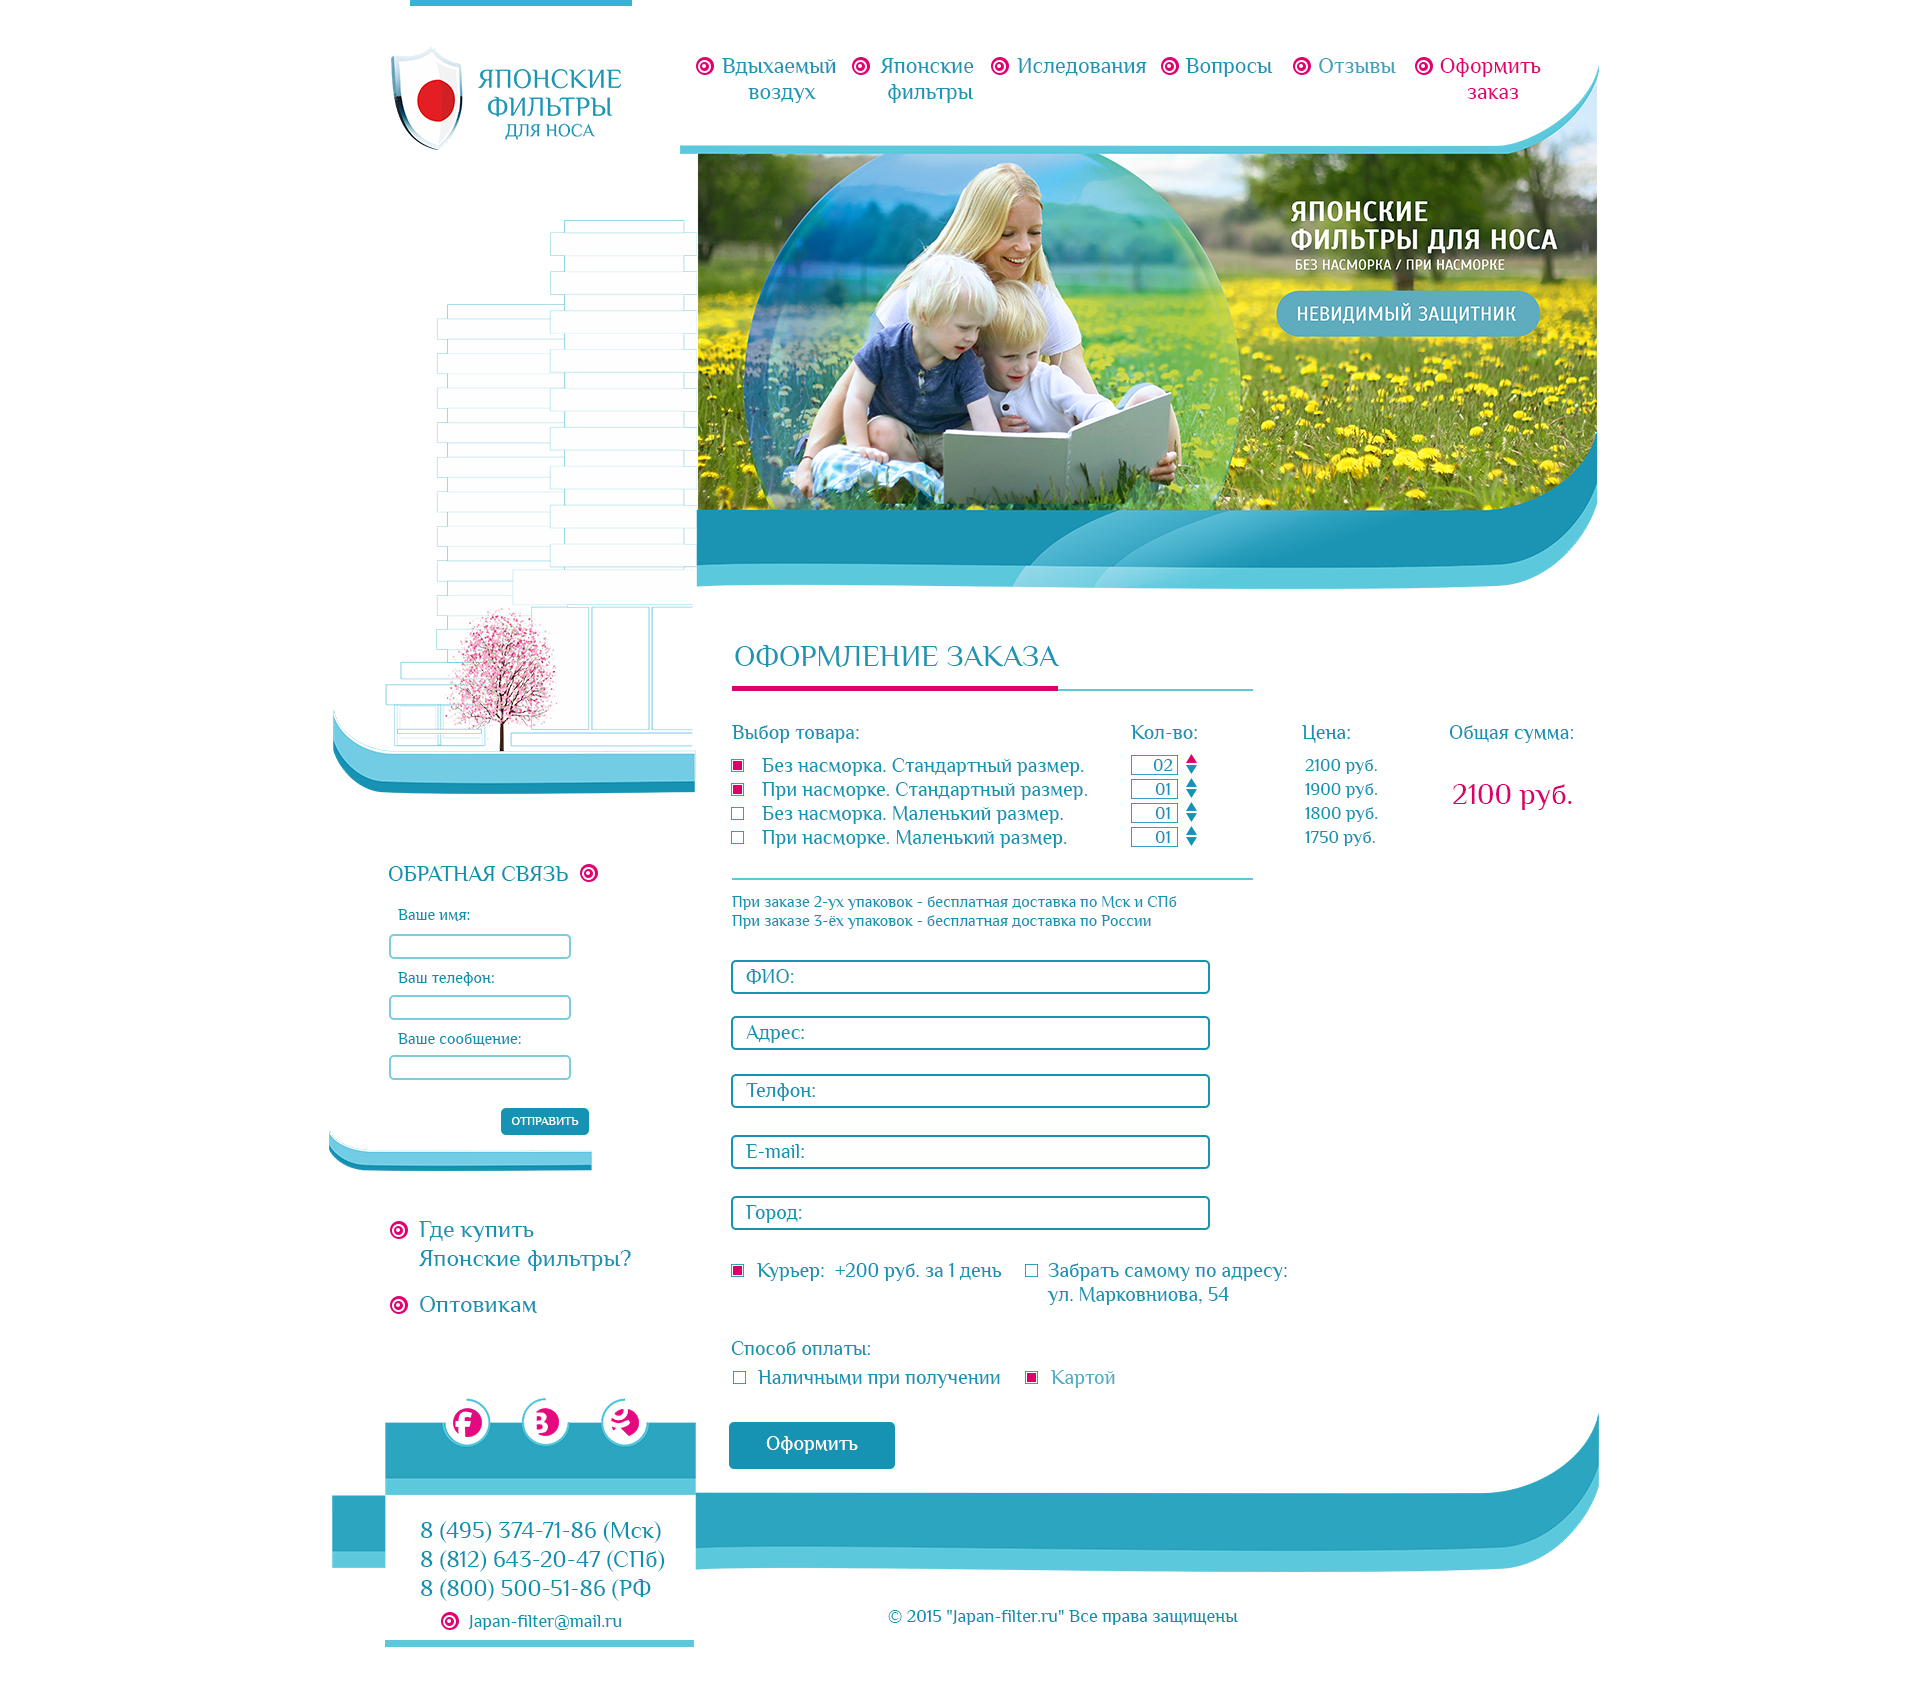 ЯПОНСКИЕ
ФИЛЬТРЫ
ДЛЯ НОСА
Вдыхаемый
воздух
Японские
фильтры
Иследования
Вопросы
Отзывы
Оформить
заказ
ЯПОНСКИЕ
ФИЛЬТРЫ ДЛЯ НОСА
БЕЗ НАСМОРКА / ПРИ НАСМОРКЕ
НЕВИДИМЫЙ ЗАЩИТНИК
ОФОРМЛЕНИЕ ЗАКАЗА
Выбор товара: Кол-во: Цена: Общая сумма:
Без насморка. Стандартный размер. 02 2100 руб.
При насморке. Стандартный размер. 01 1900 руб.
2100 руб.
Без насморка. Маленький размер. 01 1800 руб.
При насморке. Маленький размер. 01 1750 руб.
При заказе 2-ух упаковок - бесплатная доставка по Мск и СПб
При заказе 3-ёх упаковок - бесплатная доставка по России
ФИО:
Адрес:
Телфон:
E-mail:
Город:
Курьер: +200 руб. за 1 день
Забрать самому по адресу:
ул. Марковниова, 54
Способ оплаты:
Наличными при получении Картой
Оформить
ОБРАТНАЯ СВЯЗЬ
Ваше имя:
Ваш телефон:
Ваше сообщение:
ОТПРАВИТЬ
Где купить
Японские фильтры?
Оптовикам
8 (495) 374-71-86 (Мск)
8 (812) 643-20-47 (СПб)
8 (800) 500-51-86 (РФ
Japan-filter@mail.ru
© 2015 "Japan-filter.ru" Все права защищены